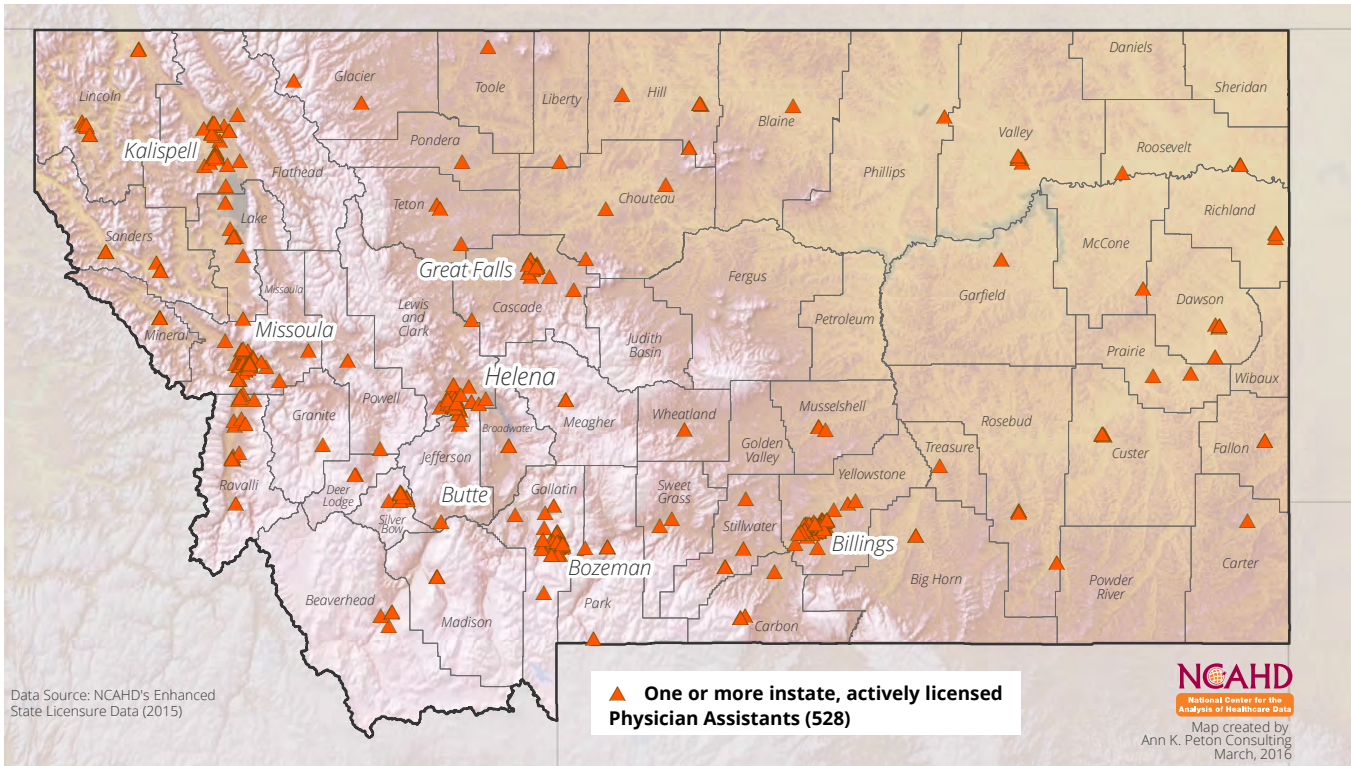 Daniels
Glacier
Toole
Sheridan
Lincoln
Liberty
Hill
Blaine
Valley
Pondera
Kalispell
Roosevelt
Flathead
Phillips
Teton
Chouteau
Lake
Richland
Sanders
McCone
Great Falls
Fergus
Missoula
Garfield
Dawson
Lewis
and
Clark
Cascade
Petroleum
Mineral
Missoula
Judith
Basin
Prairie
Helena
Wibaux
Powell
Granite
Meagher
Wheatland
Musselshell
Rosebud
Broadwater
Golden
Valley
Treasure
Custer
Fallon
Jefferson
Yellowstone
Ravalli
Deer
Lodge
Butte
Gallatin
Sweet
Grass
Silver
Bow
Stillwater
Billings
Bozeman
Carter
Big Horn
Powder
River
Beaverhead
Park
Madison
Carbon
Data Source: NCAHD's Enhanced
State Licensure Data (2015)
One or more instate, actively licensed
Physician Assistants (528)
NCAHD
National Center for the
Analysis of Healthcare Data
Map created by
Ann K. Peton Consulting
March, 2016